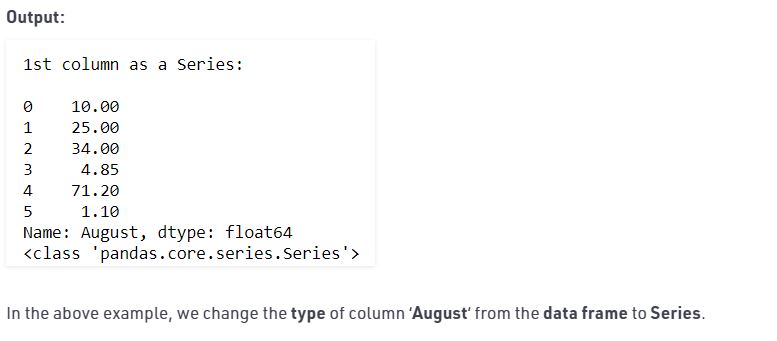 Output:
1st column as a Series:
0    10.00
1    25.00
2    34.00
3     4.85
4    71.20
5     1.10
Name: August, dtype: float64
<class 'pandas.core.series.Series'>
In the above example, we change the type of column ‘August‘ from the data frame to Series.